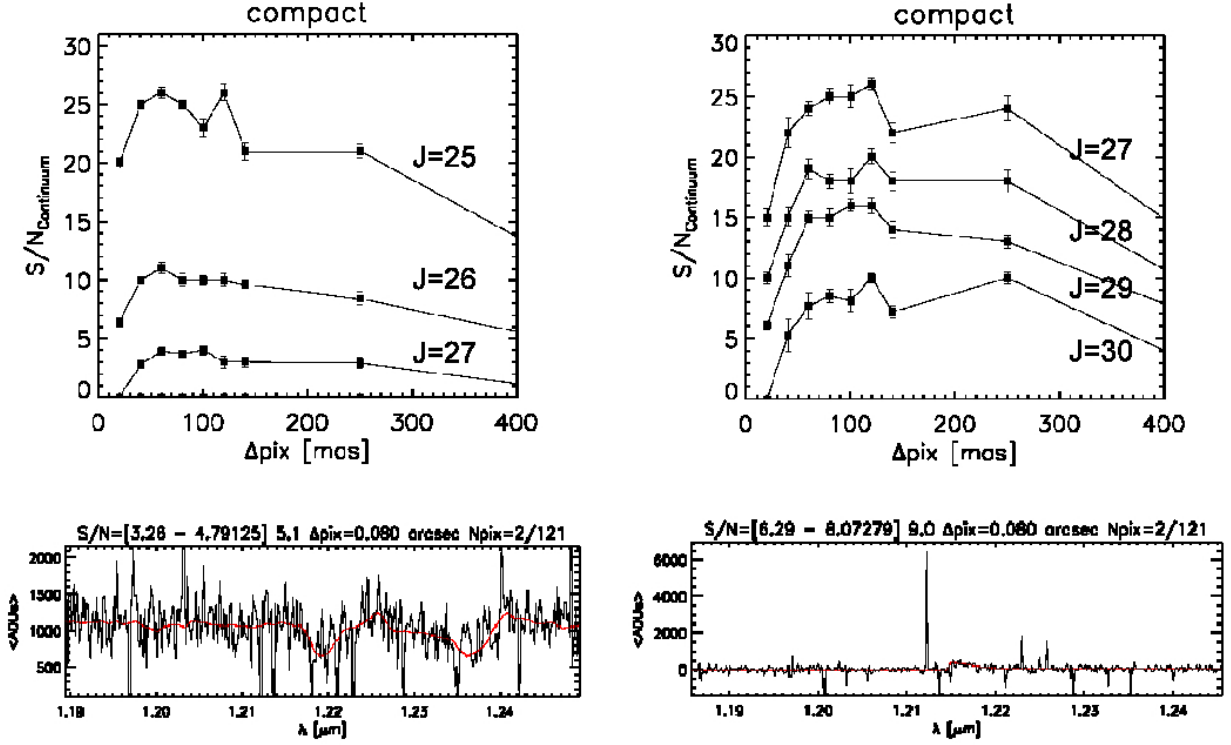 compact
30
25
20
15
10
5
0
S/N Continuum
J=25
J=26
J=27
0 100 200 300 400
Δpix [mas]
compact
30
25
20
15
10
5
0
S/N Continuum
J=27
J=28
J=29
J=30
0 100 200 300 400
Δpix [mas]
S/N=[3.26 - 4.79125] 5.1 Δpix=0.080 arcsec Npix=2/121
2000
1500
1000
500
<ADUs>
1.18 1.20 1.21 1.22 1.23 1.24
λ [μm]
S/N=[6.29 - 8.07279] 9.0 Δpix=0.080 arcsec Npix=2/121
6000
4000
2000
0
<ADUs>
1.19 1.20 1.21 1.22 1.23 1.24
λ [μm]